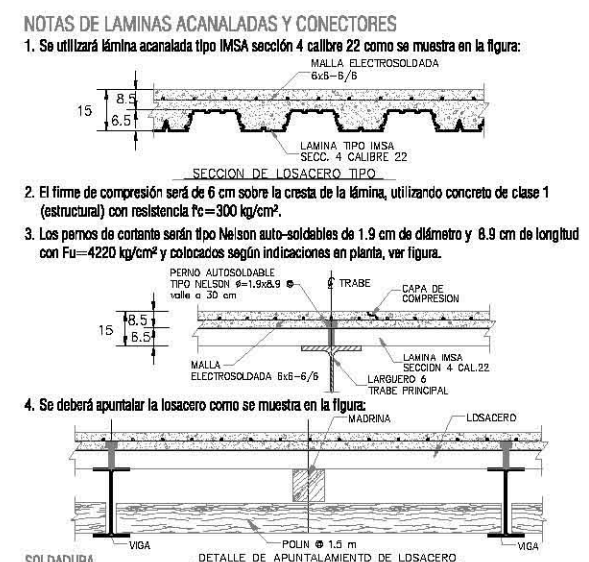 NOTAS DE LAMINAS ACANALADAS Y CONECTORES
1. Se utilizará lámina acanalada tipo IMSA sección 4 calibre 22 como se muestra en la figura:
MALLA ELECTROSOLDADA
6x6-6/6
15
8.5
6.5
LAMINA TIPO IMSA
SECC. 4 CALIBRE 22
SECCION DE LOSACERO TIPO
2. El firme de compresión será de 6 cm sobre la cresta de la lámina, utilizando concreto de clase 1
(estructural) con resistencia f'c=300 kg/cm².
3. Los pernos de cortante serán tipo Nelson auto-soldables de 1.9 cm de diámetro y 8.9 cm de longitud
con Fu=4220 kg/cm² y colocados según indicaciones en planta, ver figura.
PERNO AUTOSOLDABLE
TIPO NELSON ø=1.9x8.9 @
valle a 30 cm
TRABE
CAPA DE
COMPRESION
15
8.5
6.5
MALLA
ELECTROSOLDADA 6x6-6/6
LAMINA IMSA
SECCION 4 CAL.22
LARGUERO ó
TRABE PRINCIPAL
4. Se deberá apuntalar la losacero como se muestra en la figura:
MADRINA
LOSACERO
VIGA
POLIN @ 1.5 m
VIGA
DETALLE DE APUNTALAMIENTO DE LOSACERO
SOLDADURA